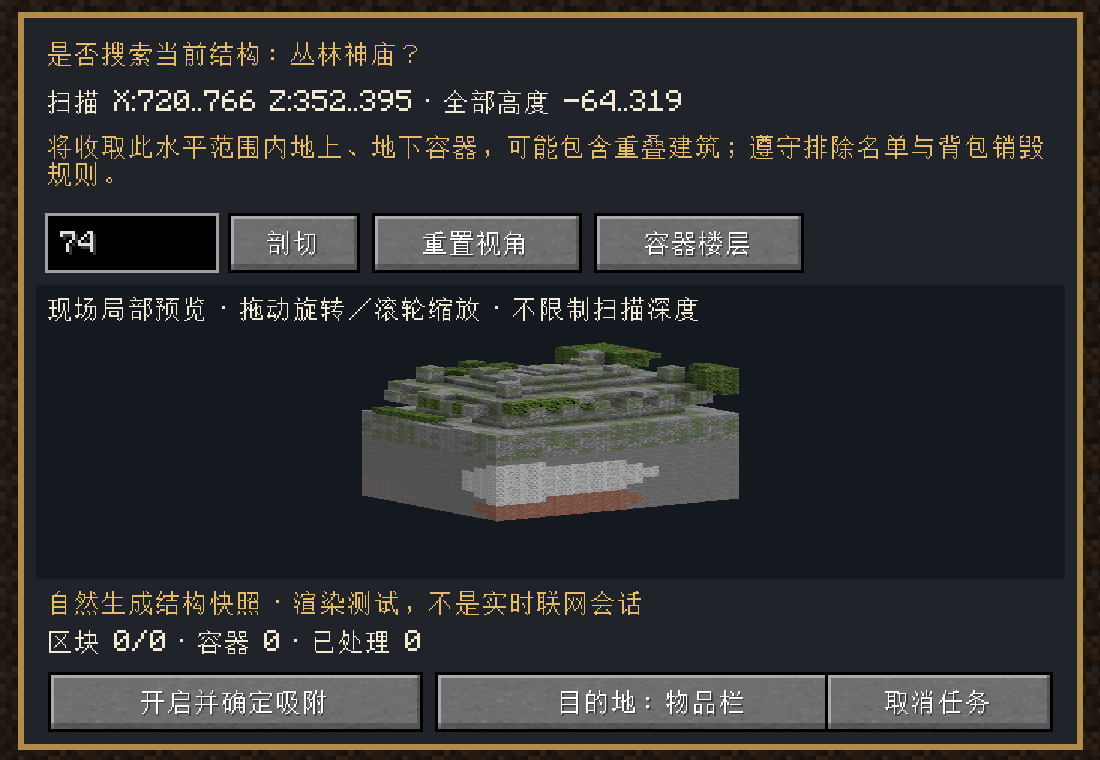 是否搜索当前结构：丛林神庙？
扫描 X:720..766 Z:352..395 · 全部高度 -64..319
将收取此水平范围内地上、地下容器，可能包含重叠建筑；遵守排除名单与背包销毁
规则。
74 剖切 重置视角 容器楼层
现场局部预览 · 拖动旋转／滚轮缩放 · 不限制扫描深度
自然生成结构快照 · 渲染测试，不是实时联网会话
区块 0/0 · 容器 0 · 已处理 0
开启并确定吸附 目的地：物品栏 取消任务